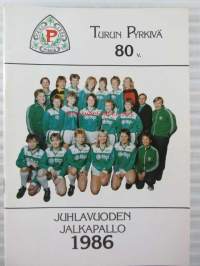 P
TURUN PYRKIVÄ
80 v.
JUHLAVUODEN
JALKAPALLO
1986